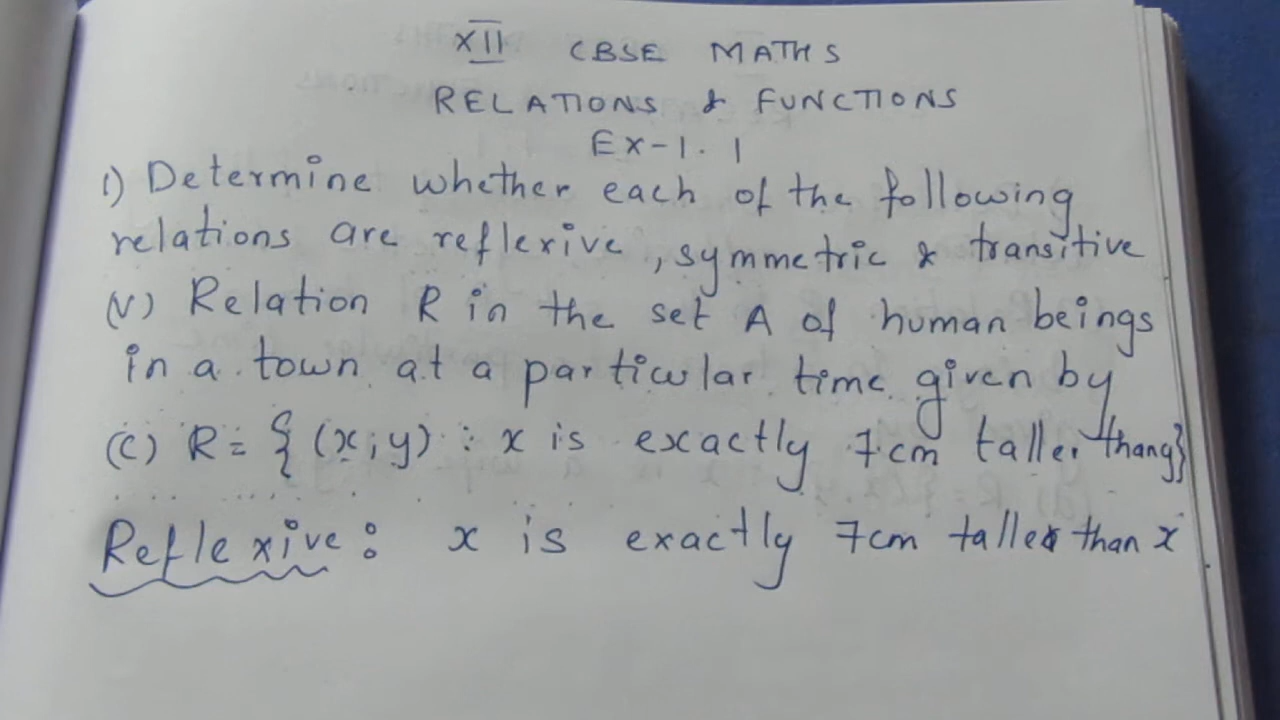 XII CBSE MATHS
RELATIONS & FUNCTIONS
Ex-1.1
1) Determine whether each of the following
relations are reflexive, symmetric & transitive
(V) Relation R in the set A of human beings
in a town at a particular time given by
(C) R = { (x, y) : x is exactly 7cm taller than y}
Reflexive: x is exactly 7cm taller than x